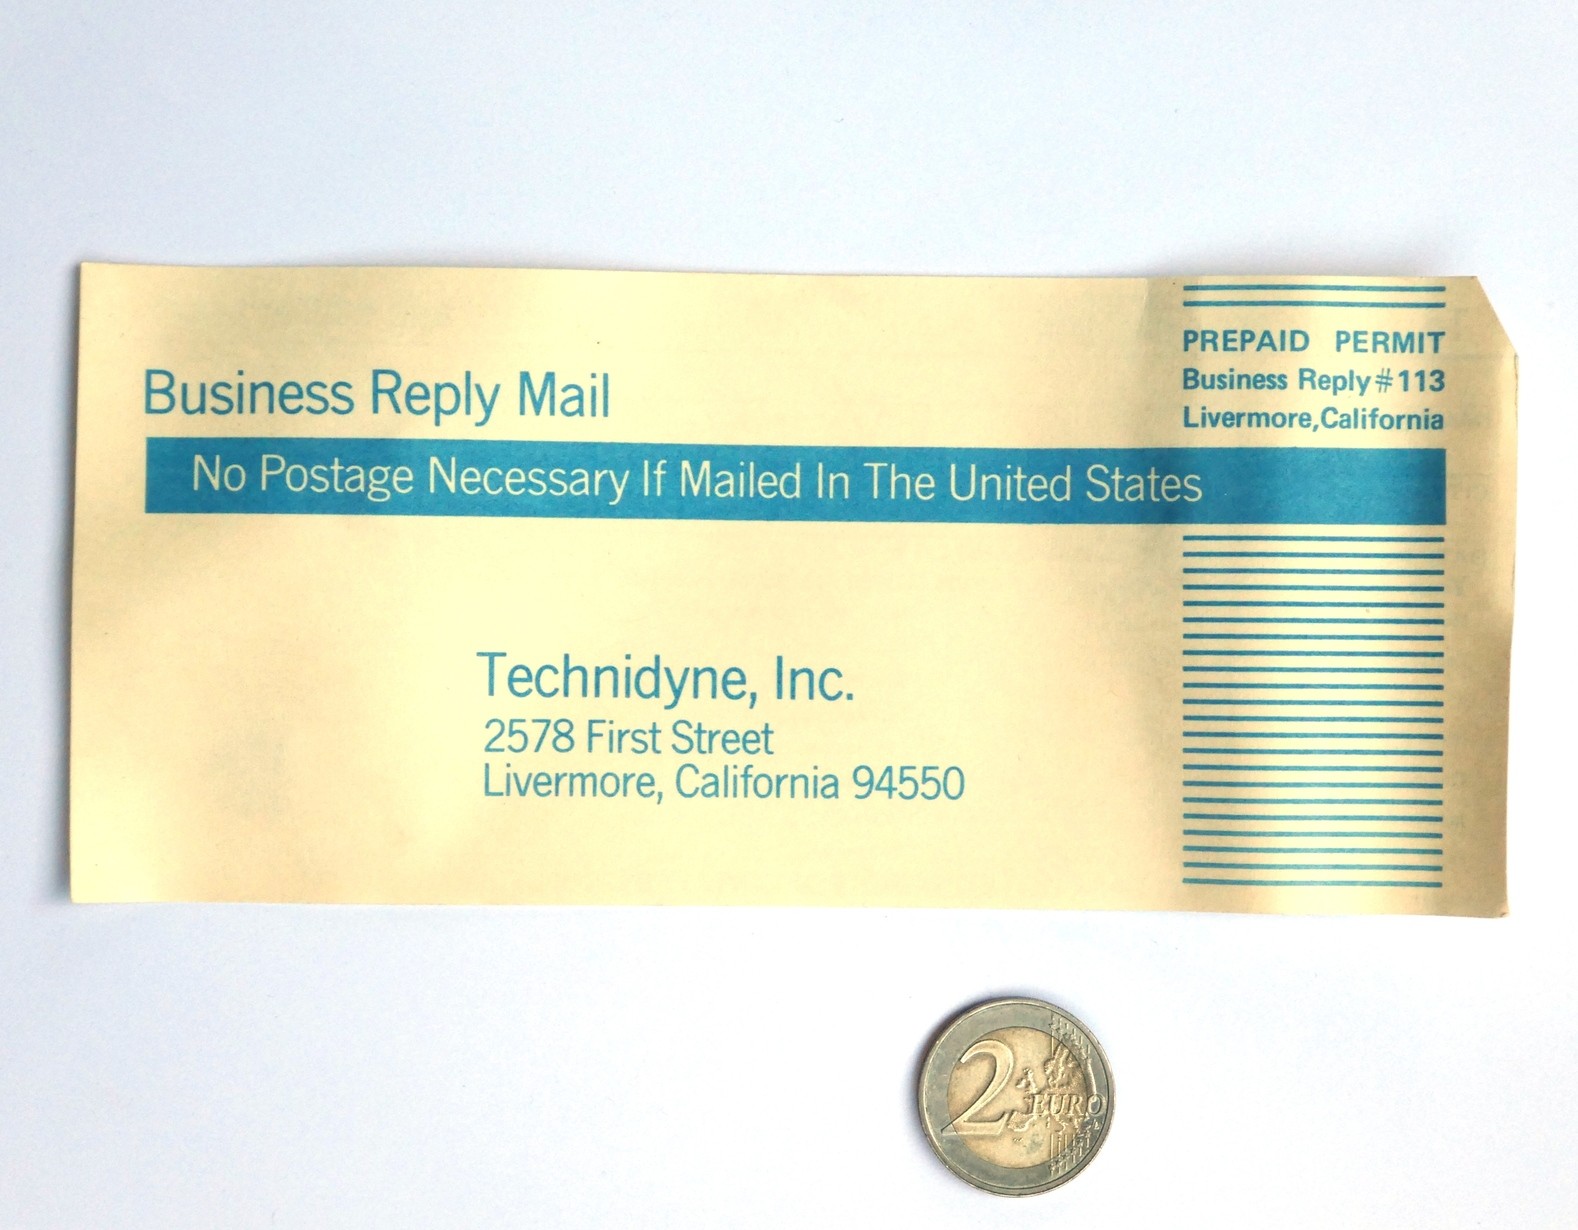 PREPAID PERMIT
Business Reply#113
Livermore,California
Business Reply Mail
No Postage Necessary If Mailed In The United States
Technidyne, Inc.
2578 First Street
Livermore, California 94550
2 EURO